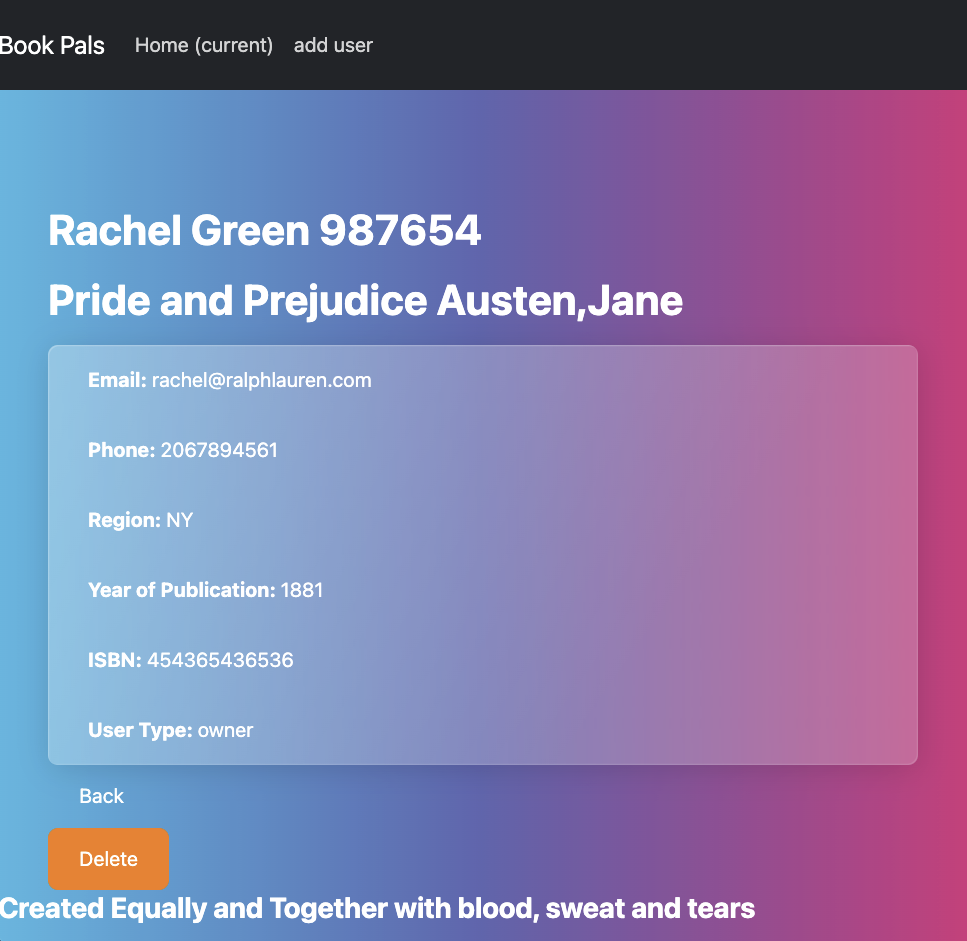 Book Pals Home (current) add user
Rachel Green 987654
Pride and Prejudice Austen,Jane
Email: rachel@ralphlauren.com
Phone: 2067894561
Region: NY
Year of Publication: 1881
ISBN: 454365436536
User Type: owner
Back
Delete
Created Equally and Together with blood, sweat and tears